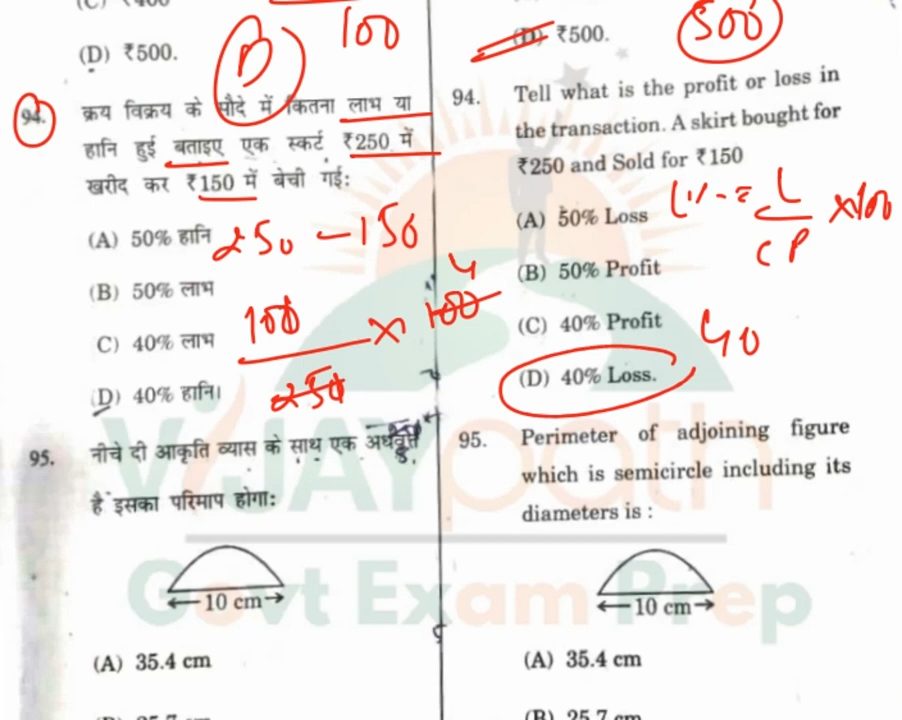 (D) ₹500.
B
100
94. क्रय विक्रय के सौदे में कितना लाभ या
हानि हुई बताइए एक स्कर्ट ₹250 में
खरीद कर ₹150 में बेची गई:
(A) 50% हानि
250 - 150
(B) 50% लाभ
C) 40% लाभ
100 × 100
250
4
(D) 40% हानि।
95. नीचे दी आकृति व्यास के साथ एक अर्धवृत्त
है इसका परिमाप होगा:
10 cm
(A) 35.4 cm
₹500.
500
94. Tell what is the profit or loss in
the transaction. A skirt bought for
₹250 and Sold for ₹150
(A) 50% Loss
L% = L × 100
CP
(B) 50% Profit
(C) 40% Profit
40
(D) 40% Loss.
95. Perimeter of adjoining figure
which is semicircle including its
diameters is :
10 cm
(A) 35.4 cm
(B) 25.7 cm
ViJAYpath
Govt Exam Prep